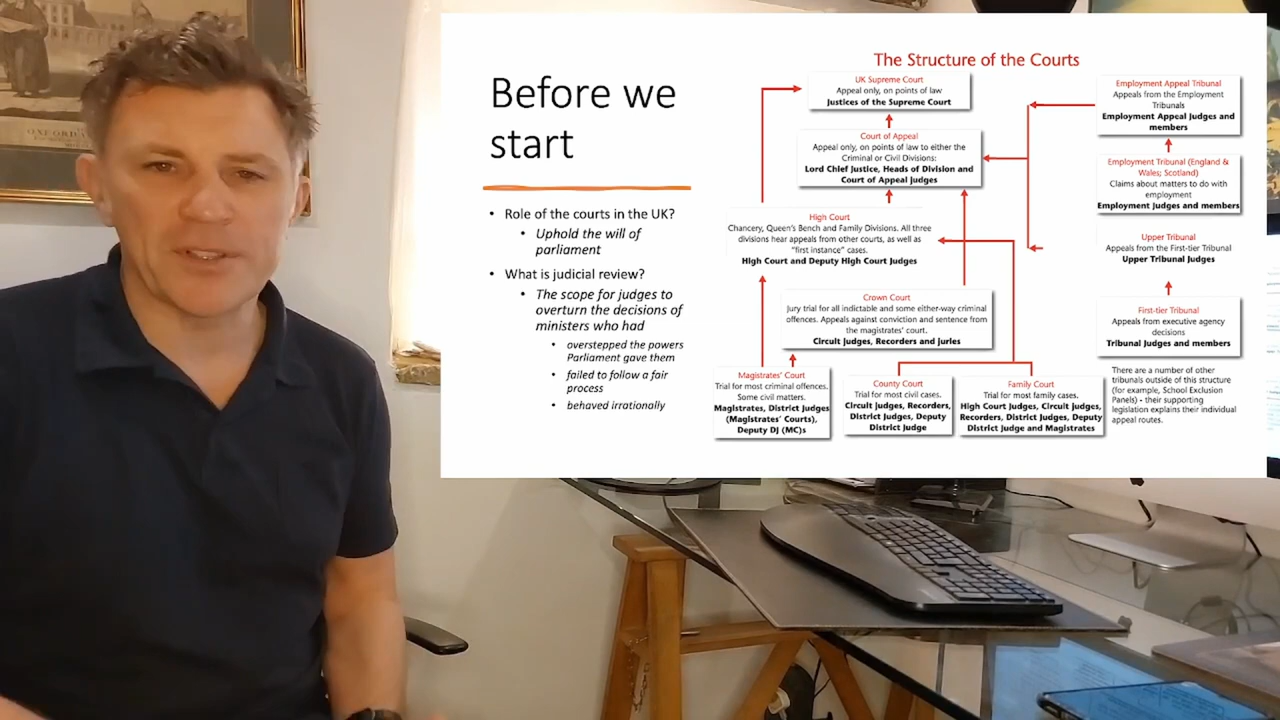 OXFORD
Before we
start
• Role of the courts in the UK?
• Uphold the will of
parliament
• What is judicial review?
• The scope for judges to
overturn the decisions of
ministers who had
• overstepped the powers
Parliament gave them
• failed to follow a fair
process
• behaved irrationally
The Structure of the Courts
UK Supreme Court
Appeal only, on points of law
Justices of the Supreme Court
Court of Appeal
Appeal only, on points of law to either the
Criminal or Civil Divisions:
Lord Chief Justice, Heads of Division and
Court of Appeal Judges
High Court
Chancery, Queen's Bench and Family Divisions. All three
divisions hear appeals from other courts, as well as
"first instance" cases.
High Court and Deputy High Court Judges
Crown Court
Jury trial for all indictable and some either-way criminal
offences. Appeals against conviction and sentence from
the magistrates' court.
Circuit Judges, Recorders and juries
Magistrates' Court
Trial for most criminal offences.
Some civil matters.
Magistrates, District Judges
(Magistrates' Courts),
Deputy DJ (MC)s
County Court
Trial for most civil cases.
Circuit Judges, Recorders,
District Judges, Deputy
District Judge
Family Court
Trial for most family cases.
High Court Judges, Circuit Judges,
Recorders, District Judges, Deputy
District Judge and Magistrates
Employment Appeal Tribunal
Appeals from the Employment
Tribunals
Employment Appeal Judges and
members
Employment Tribunal (England &
Wales; Scotland)
Claims about matters to do with
employment
Employment Judges and members
Upper Tribunal
Appeals from the First-tier Tribunal
Upper Tribunal Judges
First-tier Tribunal
Appeals from executive agency
decisions
Tribunal Judges and members
There are a number of other
tribunals outside of this structure
(for example, School Exclusion
Panels) - their supporting
legislation explains their individual
appeal routes.